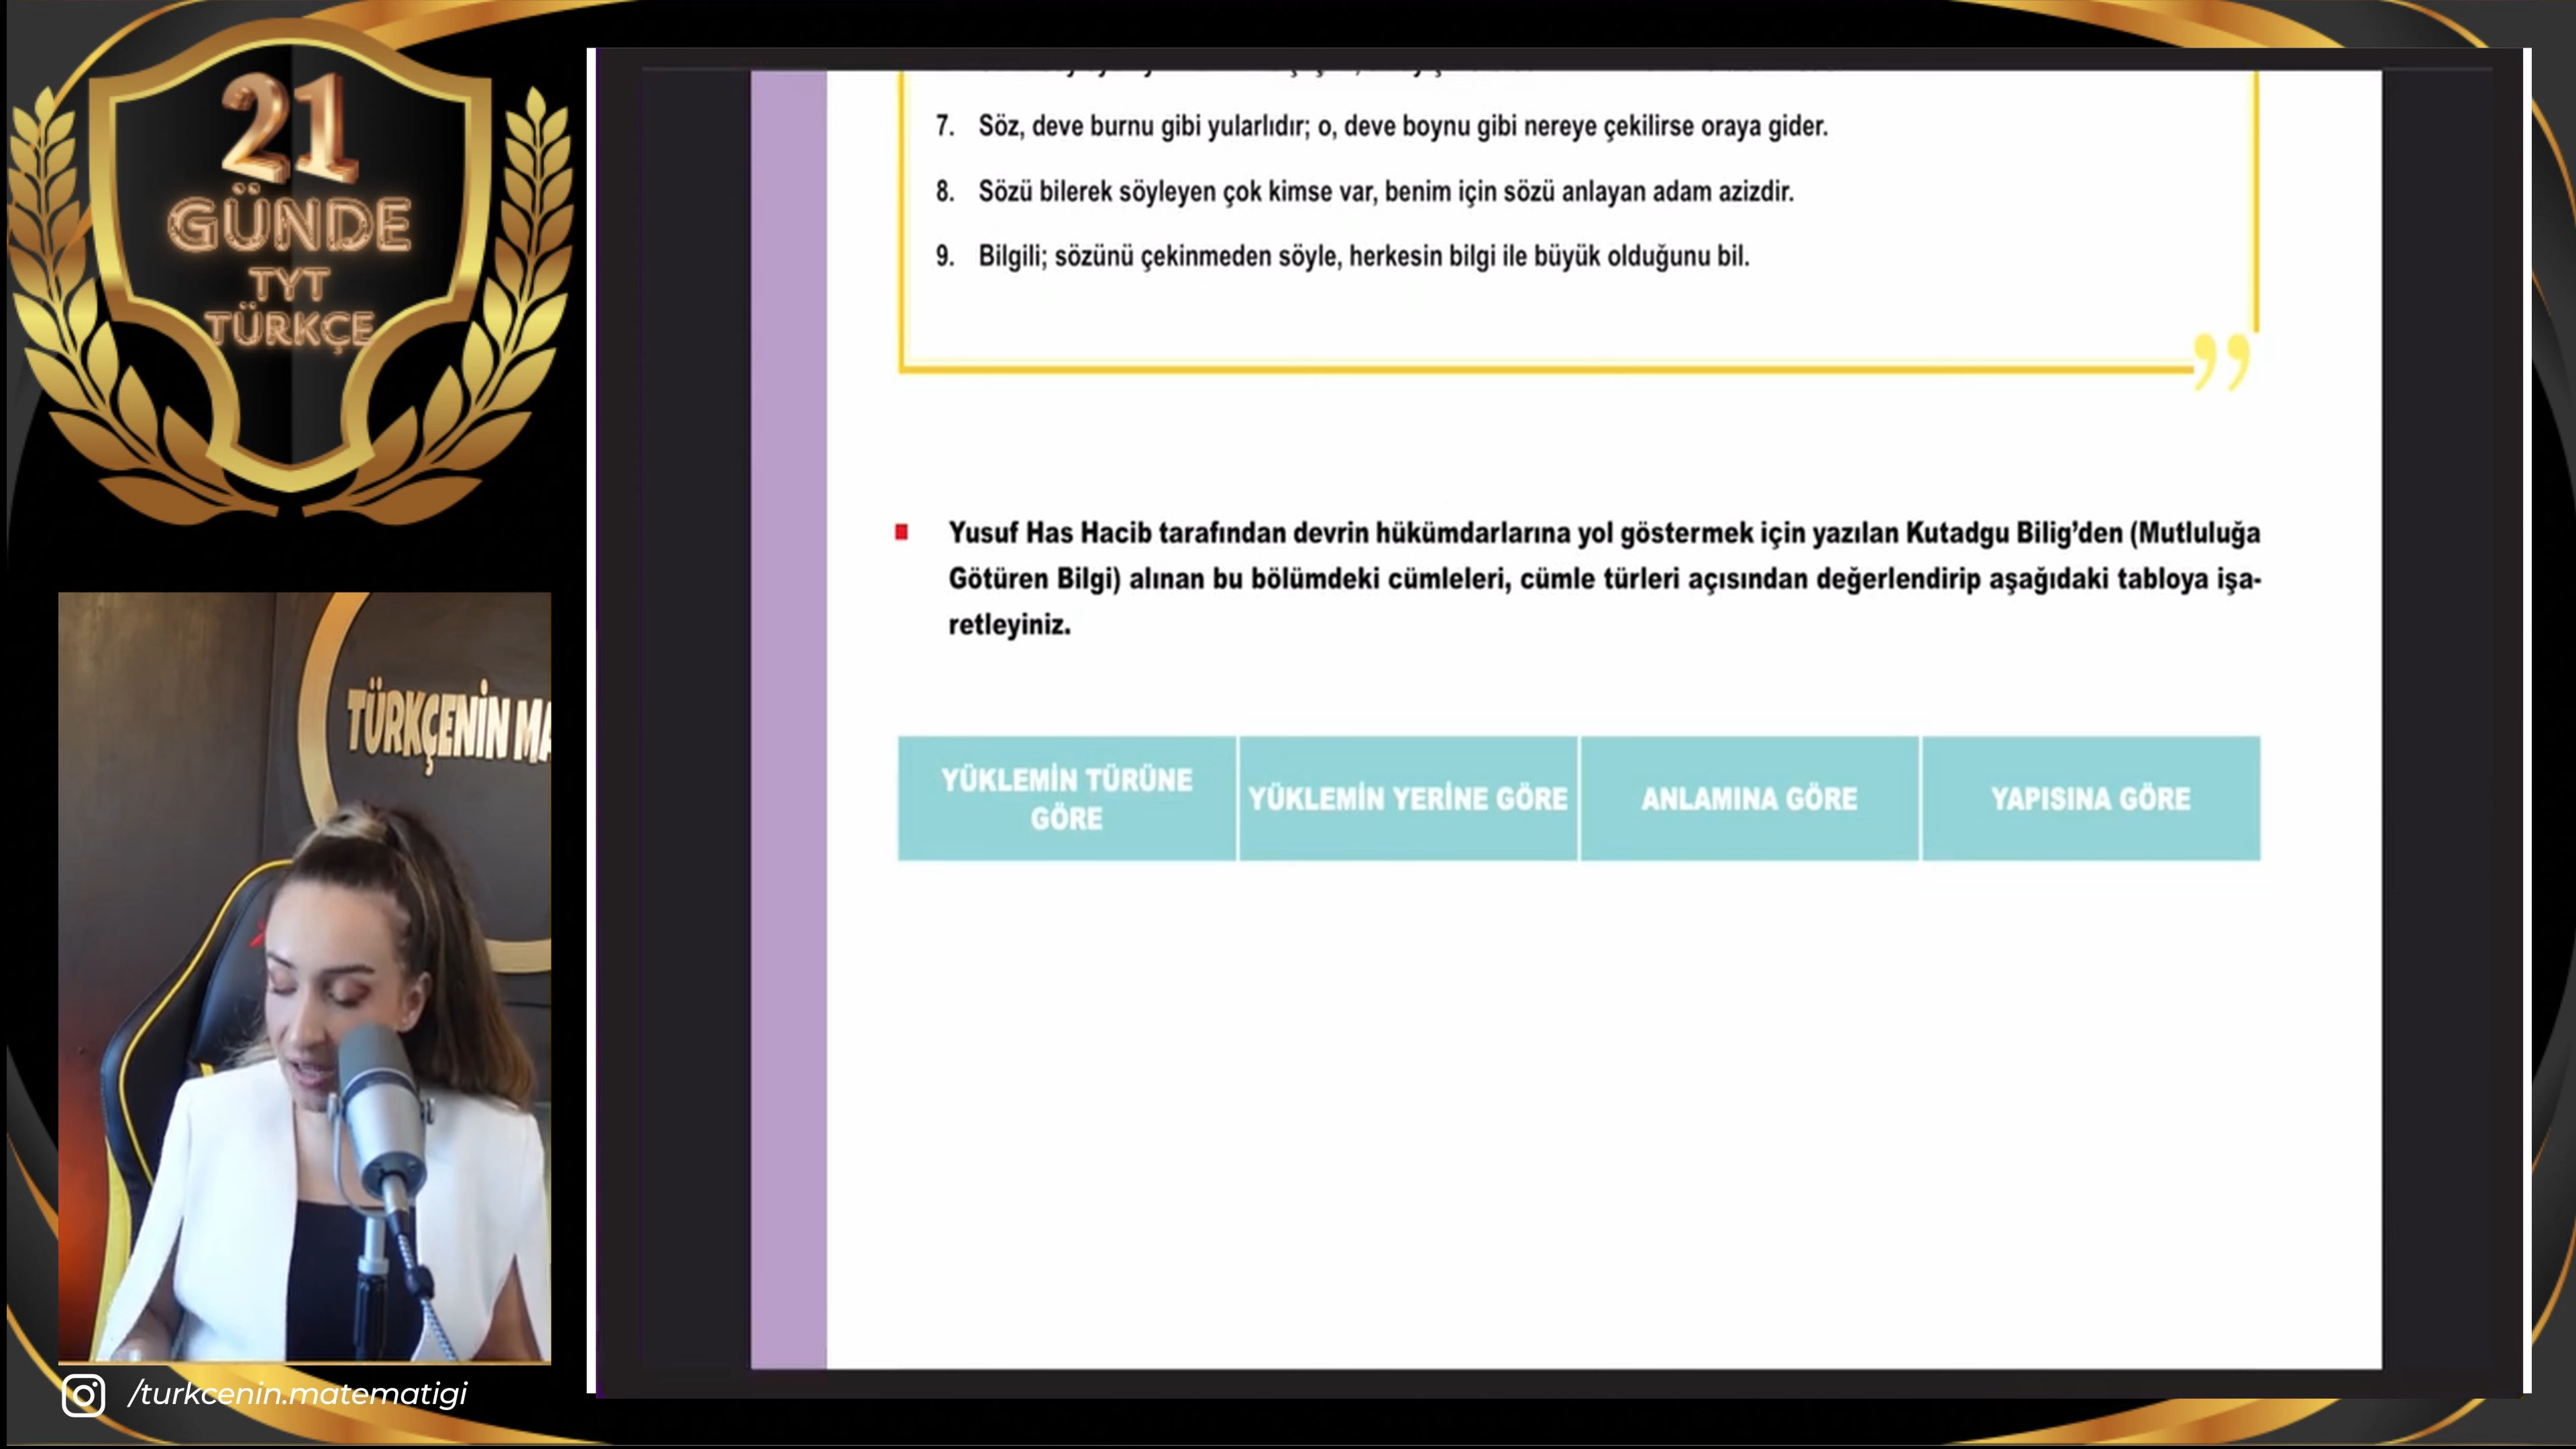 21
GÜNDE
TYT
TÜRKÇE
7. Söz, deve burnu gibi yularlıdır; o, deve boynu gibi nereye çekilirse oraya gider.
8. Sözü bilerek söyleyen çok kimse var, benim için sözü anlayan adam azizdir.
9. Bilgili; sözünü çekinmeden söyle, herkesin bilgi ile büyük olduğunu bil.
”
Yusuf Has Hacib tarafından devrin hükümdarlarına yol göstermek için yazılan Kutadgu Bilig’den (Mutluluğa
Götüren Bilgi) alınan bu bölümdeki cümleleri, cümle türleri açısından değerlendirip aşağıdaki tabloya işa-
retleyiniz.
YÜKLEMİN TÜRÜNE
GÖRE
YÜKLEMİN YERİNE GÖRE
ANLAMINA GÖRE
YAPISINA GÖRE
TÜRKÇENİN MA
/turkcenin.matematigi